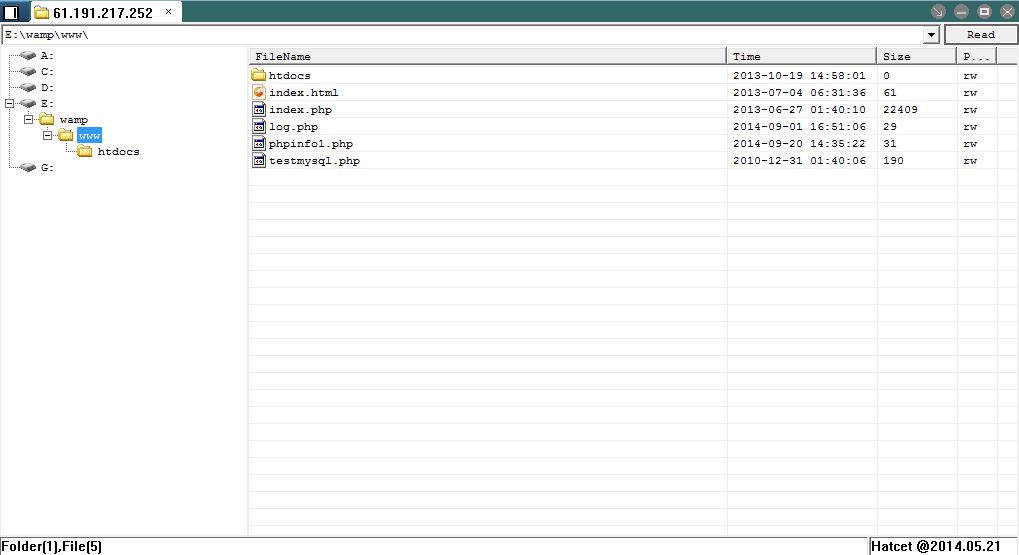 61.191.217.252 ×
E:\wamp\www\ Read
FileName Time Size P...
A:
C:
D:
E:
wamp
www
htdocs
G:
htdocs 2013-10-19 14:58:01 0 rw
index.html 2013-07-04 06:31:36 61 rw
index.php 2013-06-27 01:40:10 22409 rw
log.php 2014-09-01 16:51:06 29 rw
phpinfo1.php 2014-09-20 14:35:22 31 rw
testmysql.php 2010-12-31 01:40:06 190 rw
Folder(1),File(5) Hatcet @2014.05.21